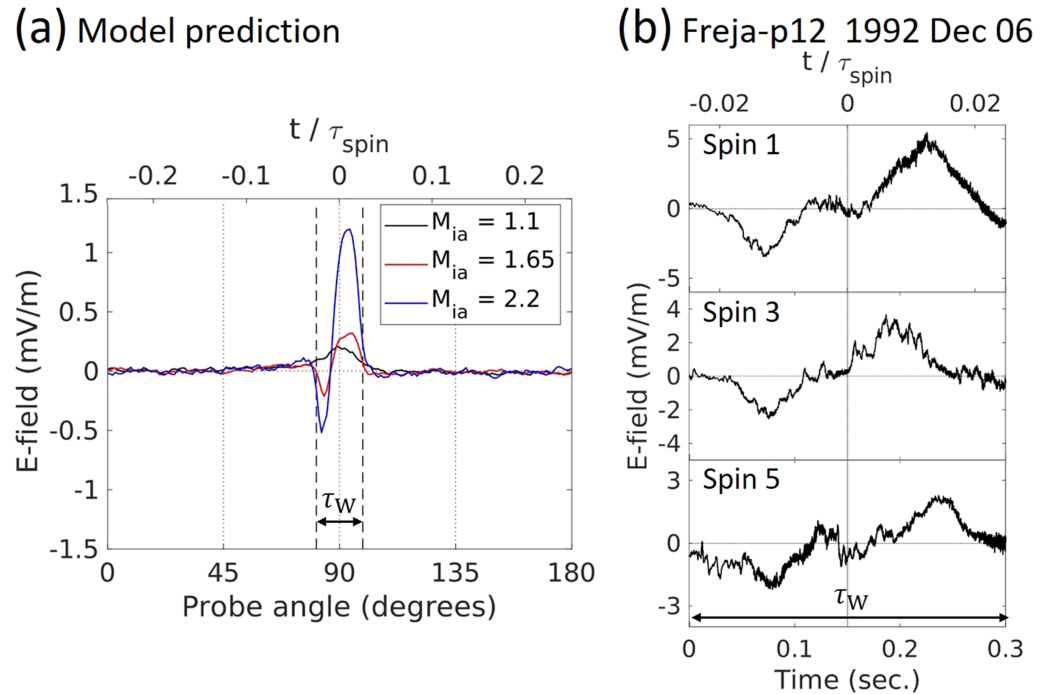 (a) Model prediction
t / τspin
-0.2 -0.1 0 0.1 0.2
1.5
1
0.5
0
-0.5
-1
-1.5
E-field (mV/m)
Mia = 1.1
Mia = 1.65
Mia = 2.2
τW
0 45 90 135 180
Probe angle (degrees)
(b) Freja-p12 1992 Dec 06
t / τspin
-0.02 0 0.02
Spin 1
5
0
-5
Spin 3
4
2
0
-2
-4
E-field (mV/m)
Spin 5
3
0
-3
τW
0 0.1 0.2 0.3
Time (sec.)